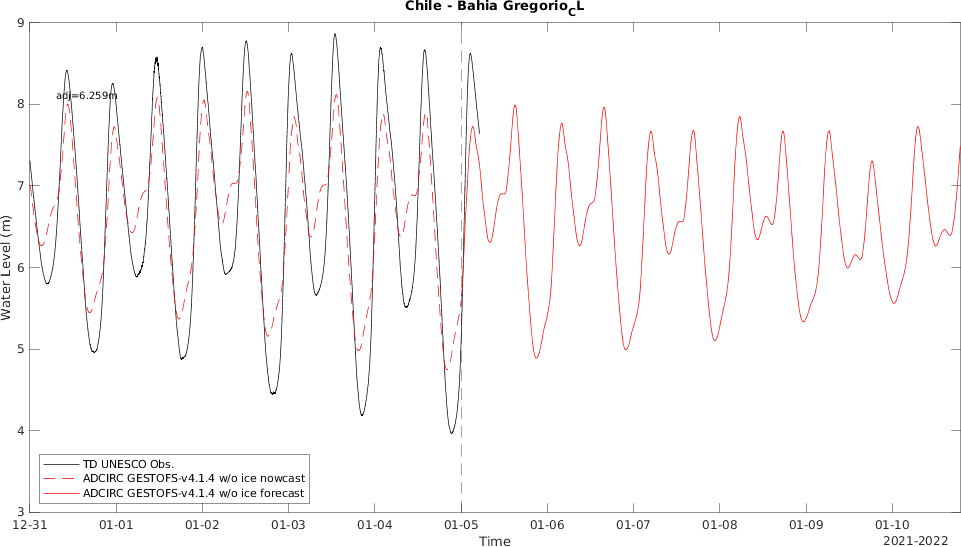 Chile - Bahia Gregorio_CL
9
8
7
6
5
4
3
Water Level (m)
adj=6.259m
TD UNESCO Obs.
ADCIRC GESTOFS-v4.1.4 w/o ice nowcast
ADCIRC GESTOFS-v4.1.4 w/o ice forecast
12-31 01-01 01-02 01-03 01-04 01-05 01-06 01-07 01-08 01-09 01-10
Time
2021-2022